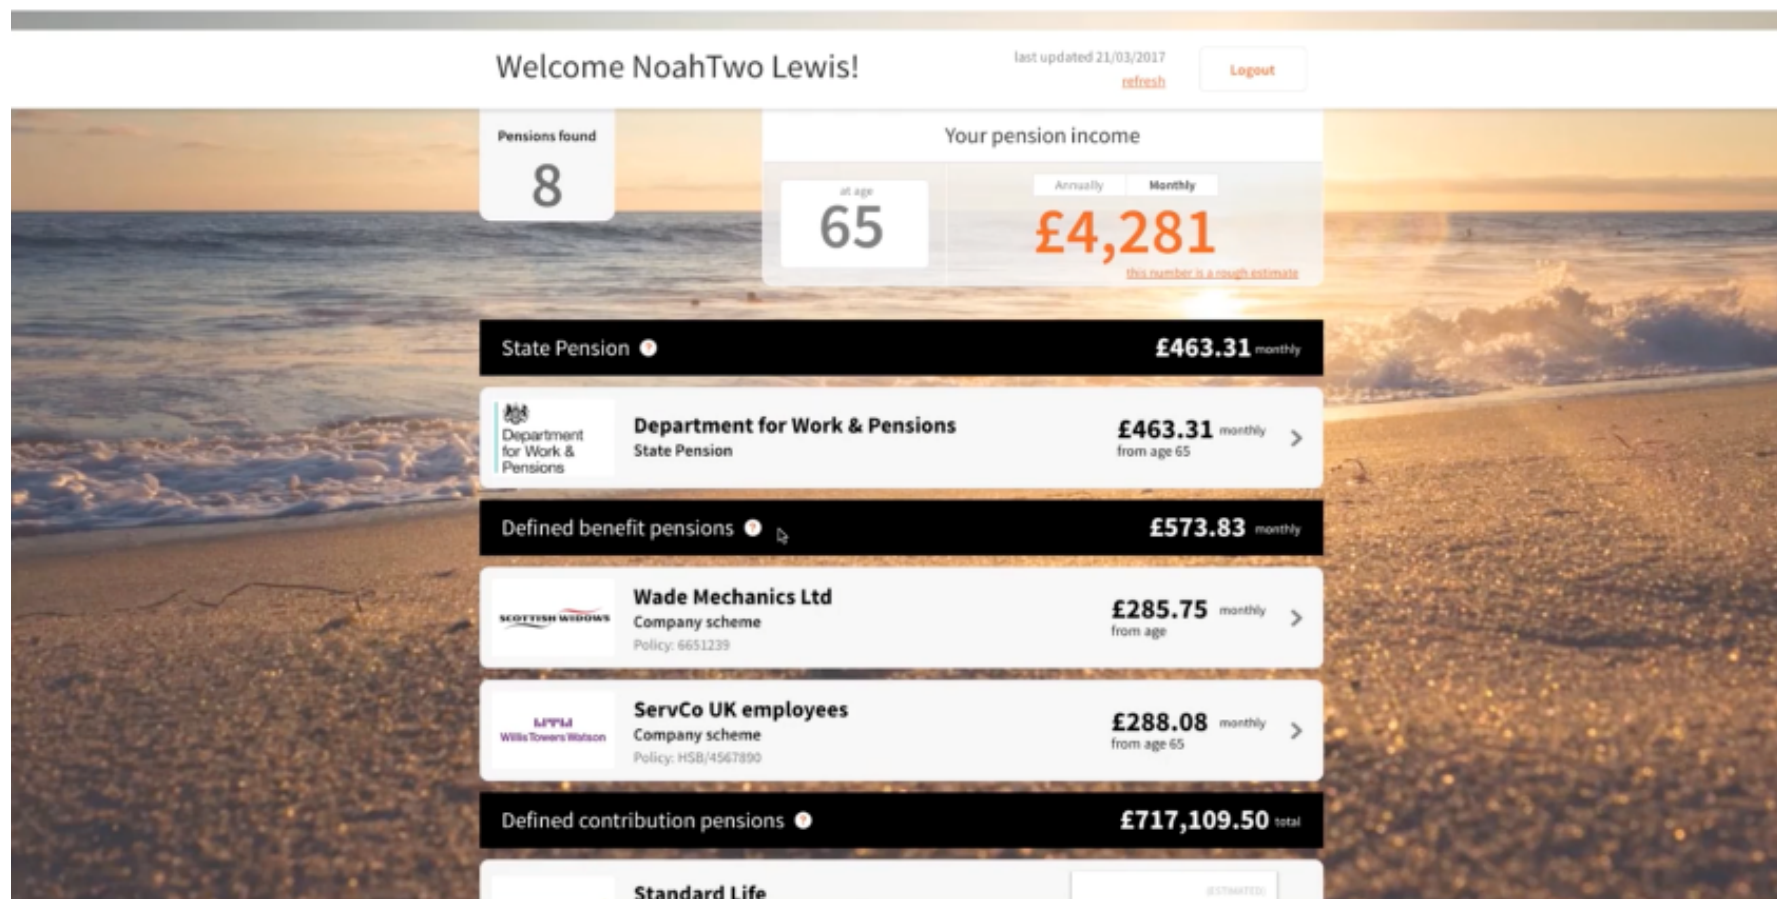 Welcome NoahTwo Lewis!
last updated 21/03/2017
refresh
Logout
Pensions found
8
Your pension income
at age
65
Annually
Monthly
£4,281
this number is a rough estimate
State Pension ?
£463.31 monthly
Department
for Work &
Pensions
Department for Work & Pensions
State Pension
£463.31 monthly
from age 65
Defined benefit pensions ?
£573.83 monthly
SCOTTISH WIDOWS
Wade Mechanics Ltd
Company scheme
Policy: 6651239
£285.75 monthly
from age
Willis Towers Watson
ServCo UK employees
Company scheme
Policy: HSB/4567890
£288.08 monthly
from age 65
Defined contribution pensions ?
£717,109.50 total
Standard Life
(ESTIMATED)